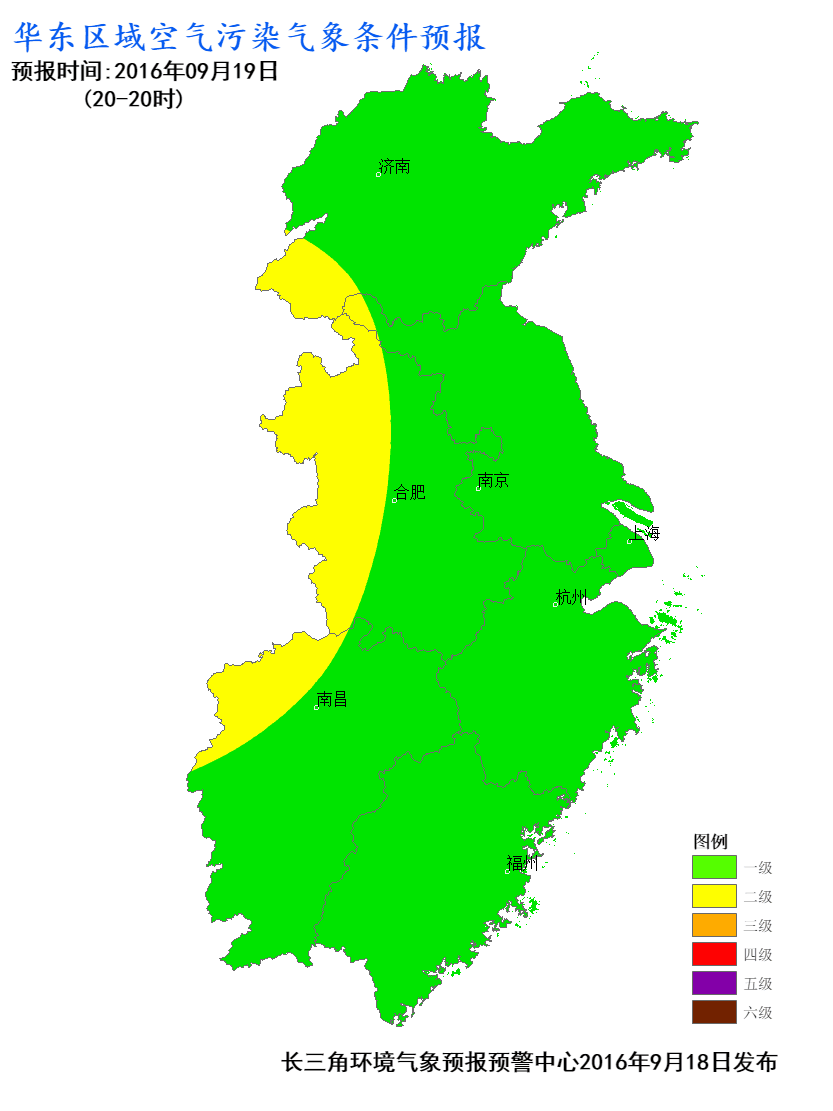 华东区域空气污染气象条件预报
预报时间:2016年09月19日
(20-20时)
济南
南京
合肥
上海
杭州
南昌
福州
图例
一级
二级
三级
四级
五级
六级
长三角环境气象预报预警中心2016年9月18日发布